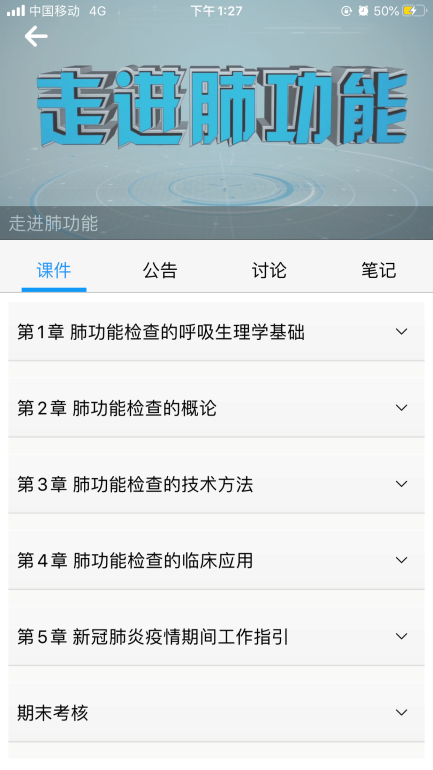 中国移动 4G 下午1:27 50%
走进肺功能
走进肺功能
课件 公告 讨论 笔记
第1章 肺功能检查的呼吸生理学基础
第2章 肺功能检查的概论
第3章 肺功能检查的技术方法
第4章 肺功能检查的临床应用
第5章 新冠肺炎疫情期间工作指引
期末考核